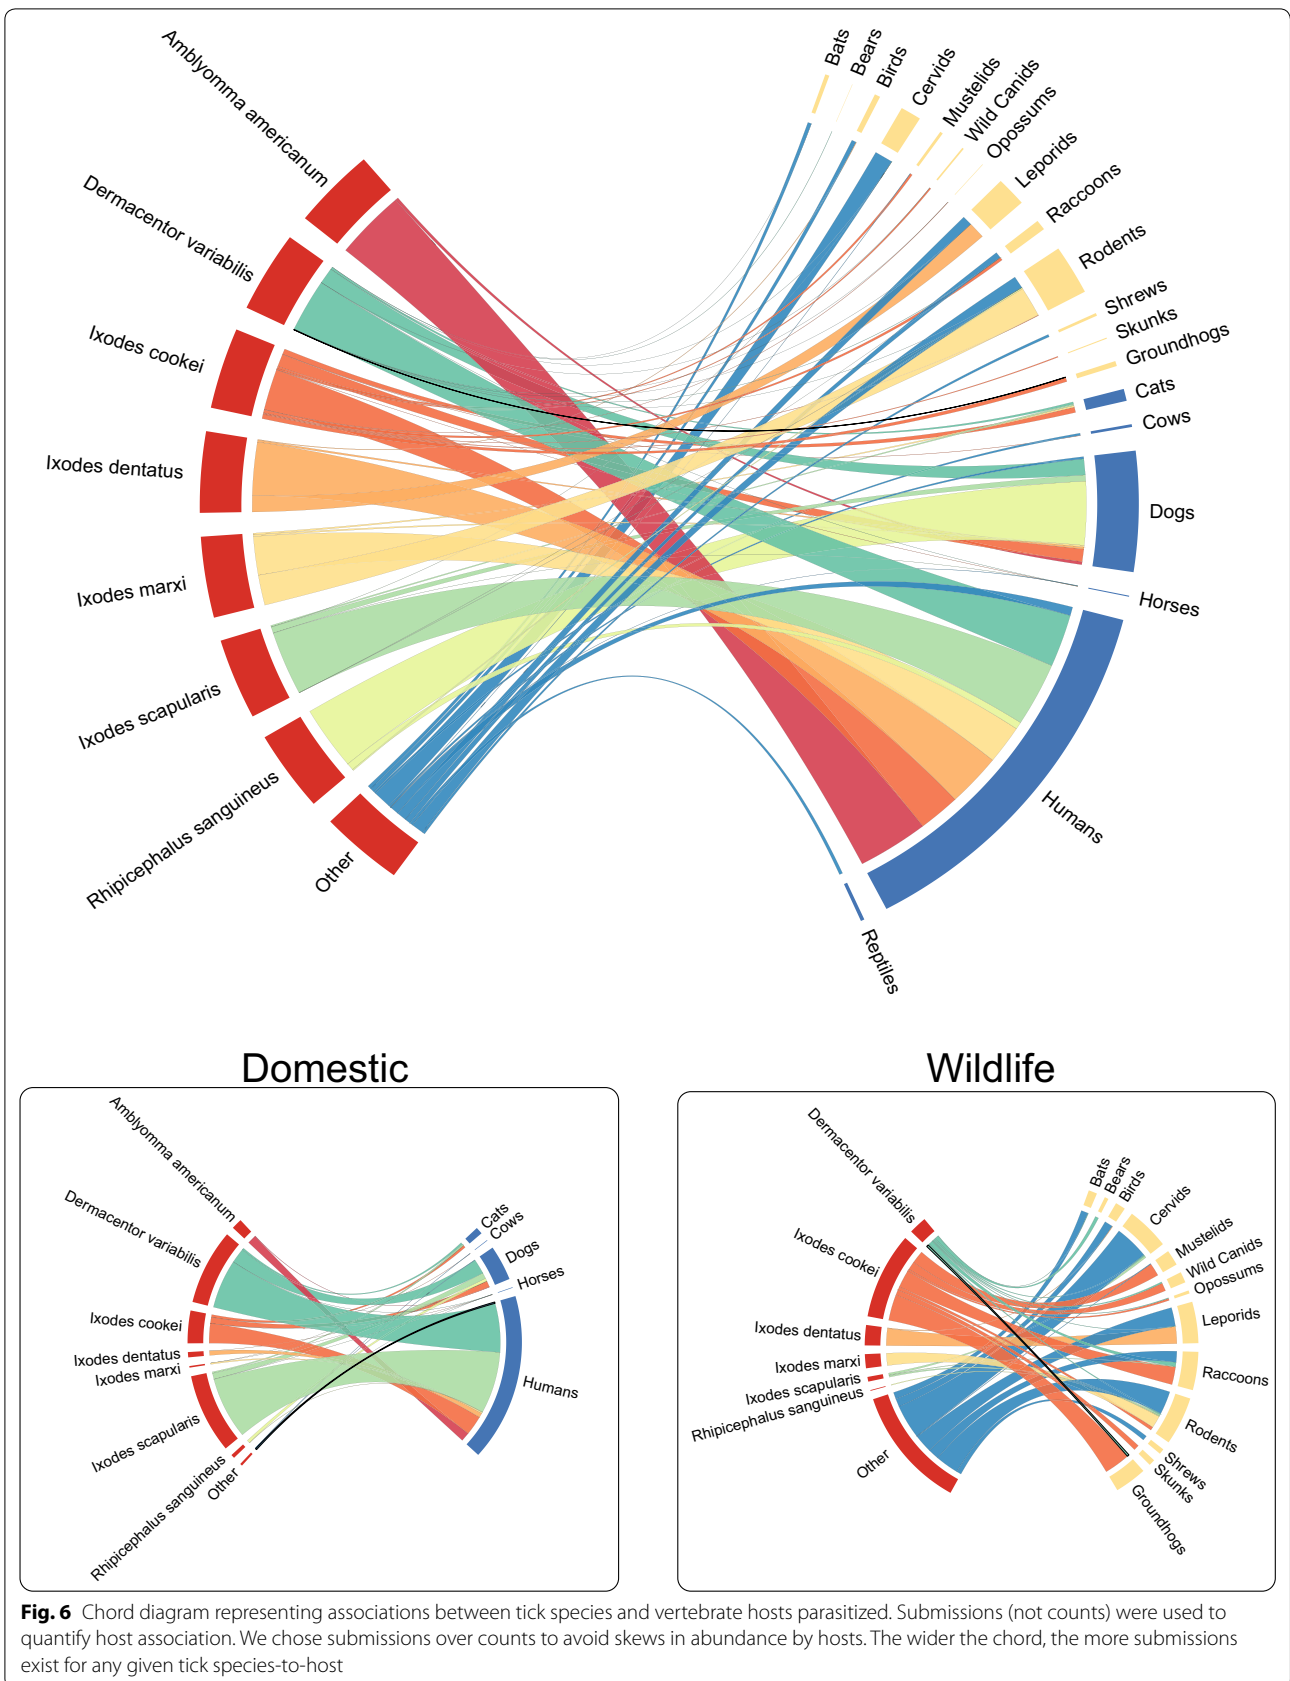 Amblyomma americanum
Dermacentor variabilis
Ixodes cookei
Ixodes dentatus
Ixodes marxi
Ixodes scapularis
Rhipicephalus sanguineus
Other
Bats
Bears
Birds
Cervids
Mustelids
Wild Canids
Opossums
Leporids
Raccoons
Rodents
Shrews
Skunks
Groundhogs
Cats
Cows
Dogs
Horses
Humans
Reptiles
Domestic
Amblyomma americanum
Dermacentor variabilis
Ixodes cookei
Ixodes dentatus
Ixodes marxi
Ixodes scapularis
Rhipicephalus sanguineus
Other
Cats
Cows
Dogs
Horses
Humans
Wildlife
Dermacentor variabilis
Ixodes cookei
Ixodes dentatus
Ixodes marxi
Ixodes scapularis
Rhipicephalus sanguineus
Other
Bats
Bears
Birds
Cervids
Mustelids
Wild Canids
Opossums
Leporids
Raccoons
Rodents
Shrews
Skunks
Groundhogs
Fig. 6 Chord diagram representing associations between tick species and vertebrate hosts parasitized. Submissions (not counts) were used to
quantify host association. We chose submissions over counts to avoid skews in abundance by hosts. The wider the chord, the more submissions
exist for any given tick species-to-host